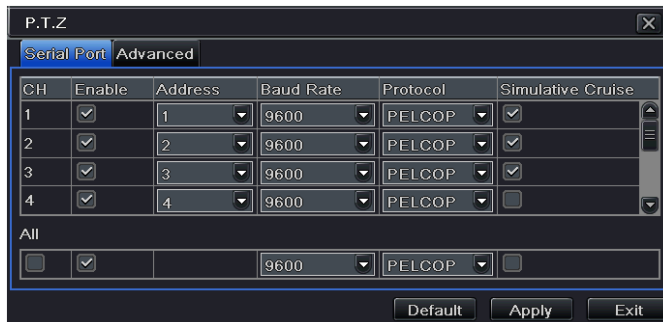 P.T.Z
Serial Port Advanced
CH Enable Address Baud Rate Protocol Simulative Cruise
1 1 9600 PELCOP
2 2 9600 PELCOP
3 3 9600 PELCOP
4 4 9600 PELCOP
All
9600 PELCOP
Default Apply Exit